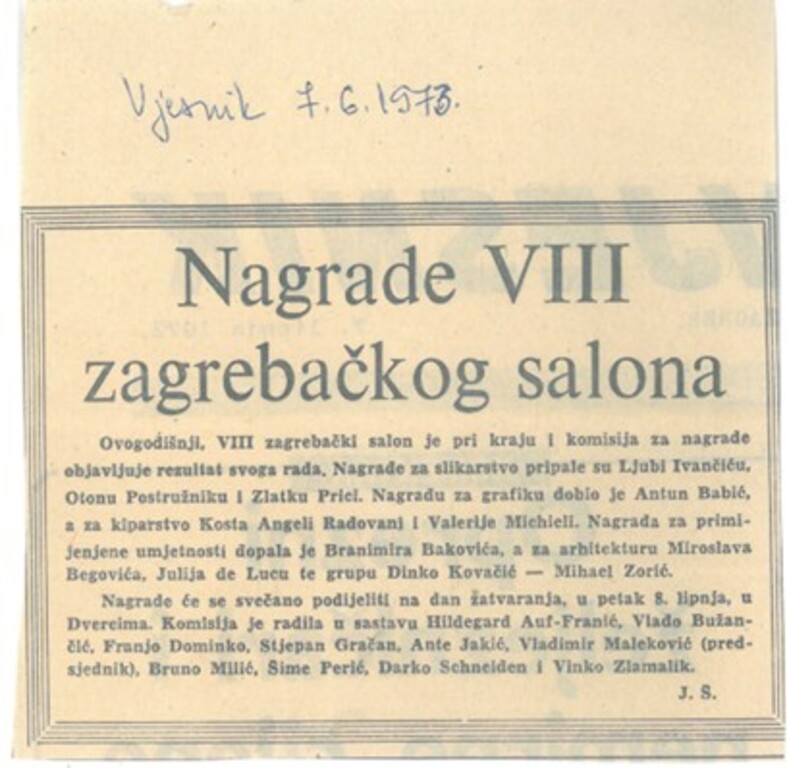 Vjesnik 7.6.1973.
Nagrade VIII
zagrebačkog salona
Ovogodišnji, VIII zagrebački salon je pri kraju i komisija za nagrade
objavljuje rezultat svoga rada. Nagrade za slikarstvo pripale su Ljubi Ivančiću,
Otonu Postružniku i Zlatku Prici. Nagradu za grafiku dobio je Antun Babić,
a za kiparstvo Kosta Angeli Radovani i Valerije Michieli. Nagrada za primi-
jenjene umjetnosti dopala je Branimira Bakovića, a za arhitekturu Miroslava
Begovića, Julija de Lucu te grupu Dinko Kovačić — Mihael Zorić.
Nagrade će se svečano podijeliti na dan žatvaranja, u petak 8. lipnja, u
Dvercima. Komisija je radila u sastavu Hildegard Auf-Franić, Vlado Bužan-
čić, Franjo Dominko, Stjepan Gračan, Ante Jakić, Vladimir Maleković (pred-
sjednik), Bruno Milić, Šime Perić, Darko Schneiden i Vinko Zlamalik.
J. Š.